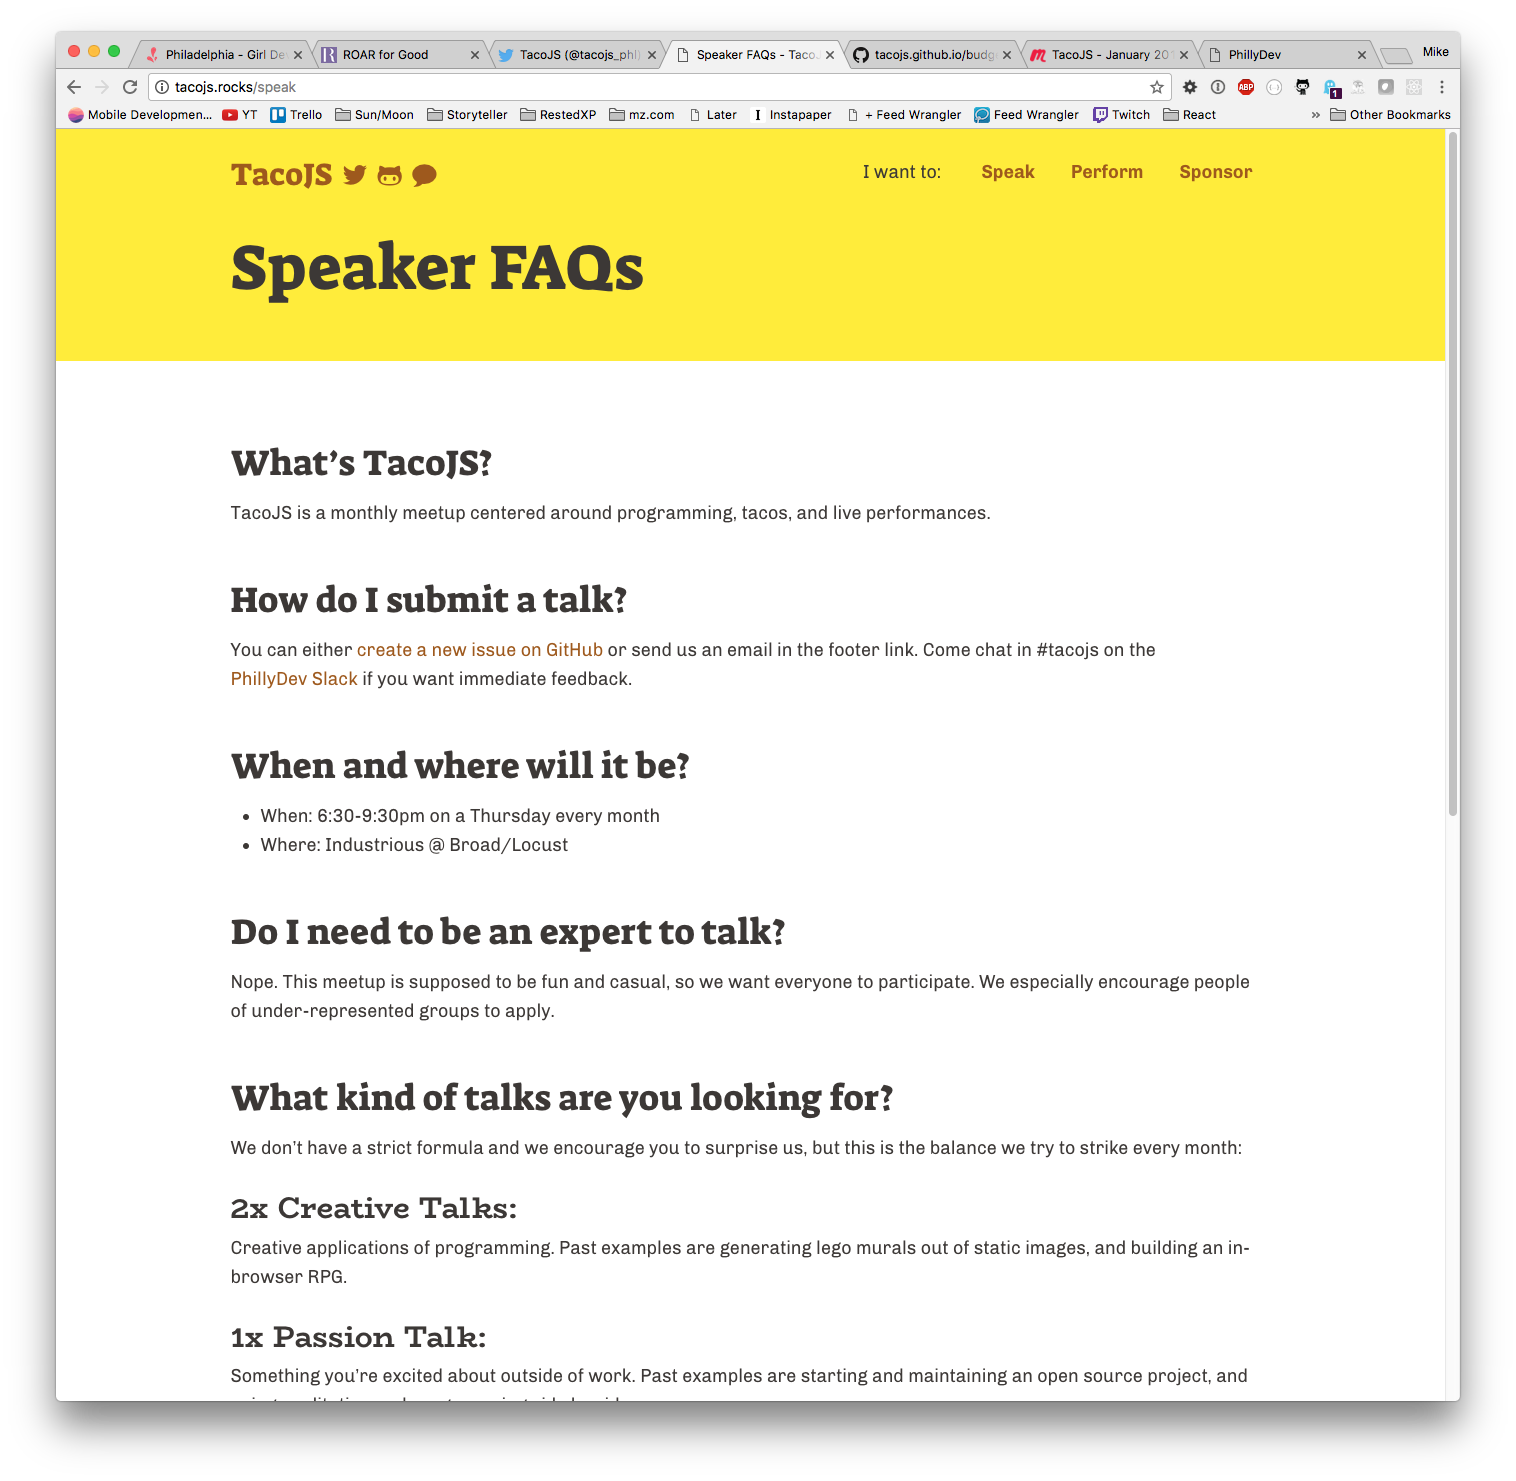 Philadelphia - Girl De
ROAR for Good
TacoJS (@tacojs_phl)
Speaker FAQs - Taco
tacojs.github.io/budg
TacoJS - January 201
PhillyDev
Mike
tacojs.rocks/speak
ABP
1
Mobile Developmen...
YT
Trello
Sun/Moon
Storyteller
RestedXP
mz.com
Later
Instapaper
+ Feed Wrangler
Feed Wrangler
Twitch
React
»
Other Bookmarks
TacoJS
I want to: Speak Perform Sponsor
Speaker FAQs
What’s TacoJS?
TacoJS is a monthly meetup centered around programming, tacos, and live performances.
How do I submit a talk?
You can either create a new issue on GitHub or send us an email in the footer link. Come chat in #tacojs on the
PhillyDev Slack if you want immediate feedback.
When and where will it be?
• When: 6:30-9:30pm on a Thursday every month
• Where: Industrious @ Broad/Locust
Do I need to be an expert to talk?
Nope. This meetup is supposed to be fun and casual, so we want everyone to participate. We especially encourage people
of under-represented groups to apply.
What kind of talks are you looking for?
We don’t have a strict formula and we encourage you to surprise us, but this is the balance we try to strike every month:
2x Creative Talks:
Creative applications of programming. Past examples are generating lego murals out of static images, and building an in-
browser RPG.
1x Passion Talk:
Something you’re excited about outside of work. Past examples are starting and maintaining an open source project, and